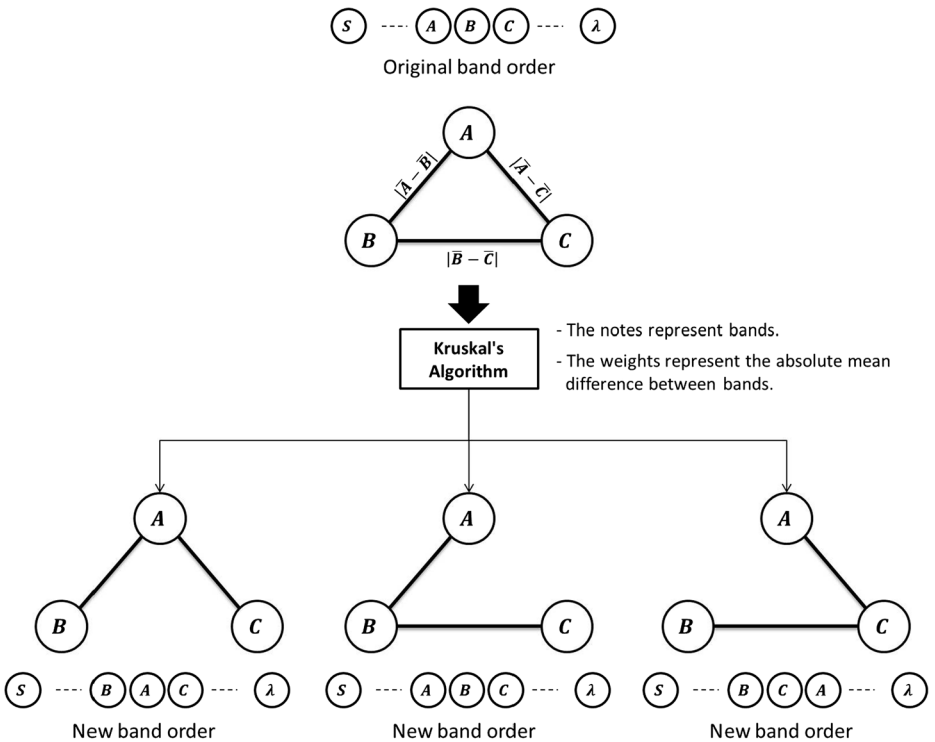 S ---- A B C ---- λ
Original band order
A
|A̅ − B̅|
|A̅ − C̅|
B
C
|B̅ − C̅|
Kruskal's
Algorithm
- The notes represent bands.
- The weights represent the absolute mean
difference between bands.
A
B
C
S ---- B A C ---- λ
New band order
A
B
C
S ---- A B C ---- λ
New band order
A
B
C
S ---- B C A ---- λ
New band order